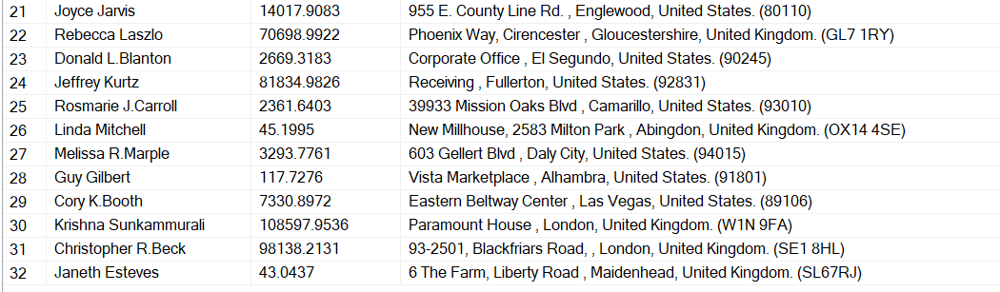 21 Joyce Jarvis 14017.9083 955 E. County Line Rd. , Englewood, United States. (80110)
22 Rebecca Laszlo 70698.9922 Phoenix Way, Cirencester , Gloucestershire, United Kingdom. (GL7 1RY)
23 Donald L.Blanton 2669.3183 Corporate Office , El Segundo, United States. (90245)
24 Jeffrey Kurtz 81834.9826 Receiving , Fullerton, United States. (92831)
25 Rosmarie J.Carroll 2361.6403 39933 Mission Oaks Blvd , Camarillo, United States. (93010)
26 Linda Mitchell 45.1995 New Millhouse, 2583 Milton Park , Abingdon, United Kingdom. (OX14 4SE)
27 Melissa R.Marple 3293.7761 603 Gellert Blvd , Daly City, United States. (94015)
28 Guy Gilbert 117.7276 Vista Marketplace , Alhambra, United States. (91801)
29 Cory K.Booth 7330.8972 Eastern Beltway Center , Las Vegas, United States. (89106)
30 Krishna Sunkammurali 108597.9536 Paramount House , London, United Kingdom. (W1N 9FA)
31 Christopher R.Beck 98138.2131 93-2501, Blackfriars Road, , London, United Kingdom. (SE1 8HL)
32 Janeth Esteves 43.0437 6 The Farm, Liberty Road , Maidenhead, United Kingdom. (SL67RJ)